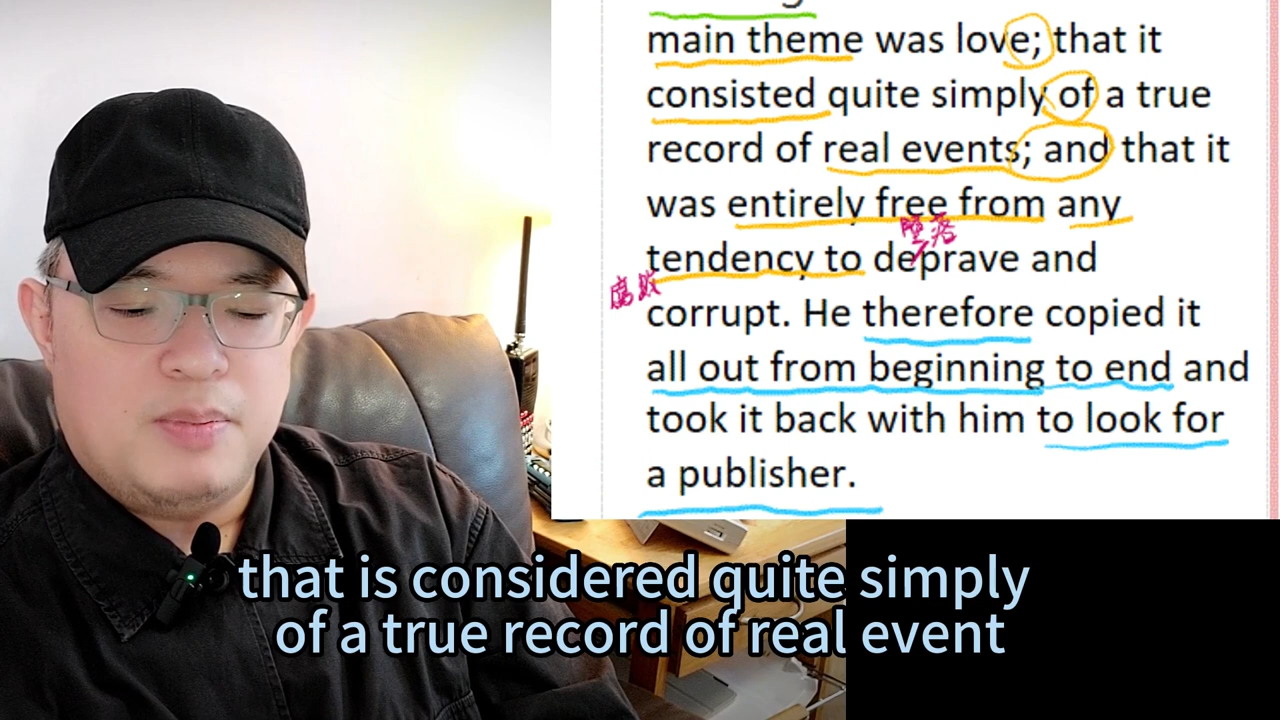 main theme was love; that it
consisted quite simply of a true
record of real events; and that it
was entirely free from any
墮落
tendency to deprave and
腐敗
corrupt. He therefore copied it
all out from beginning to end and
took it back with him to look for
a publisher.
that is considered quite simply
of a true record of real event